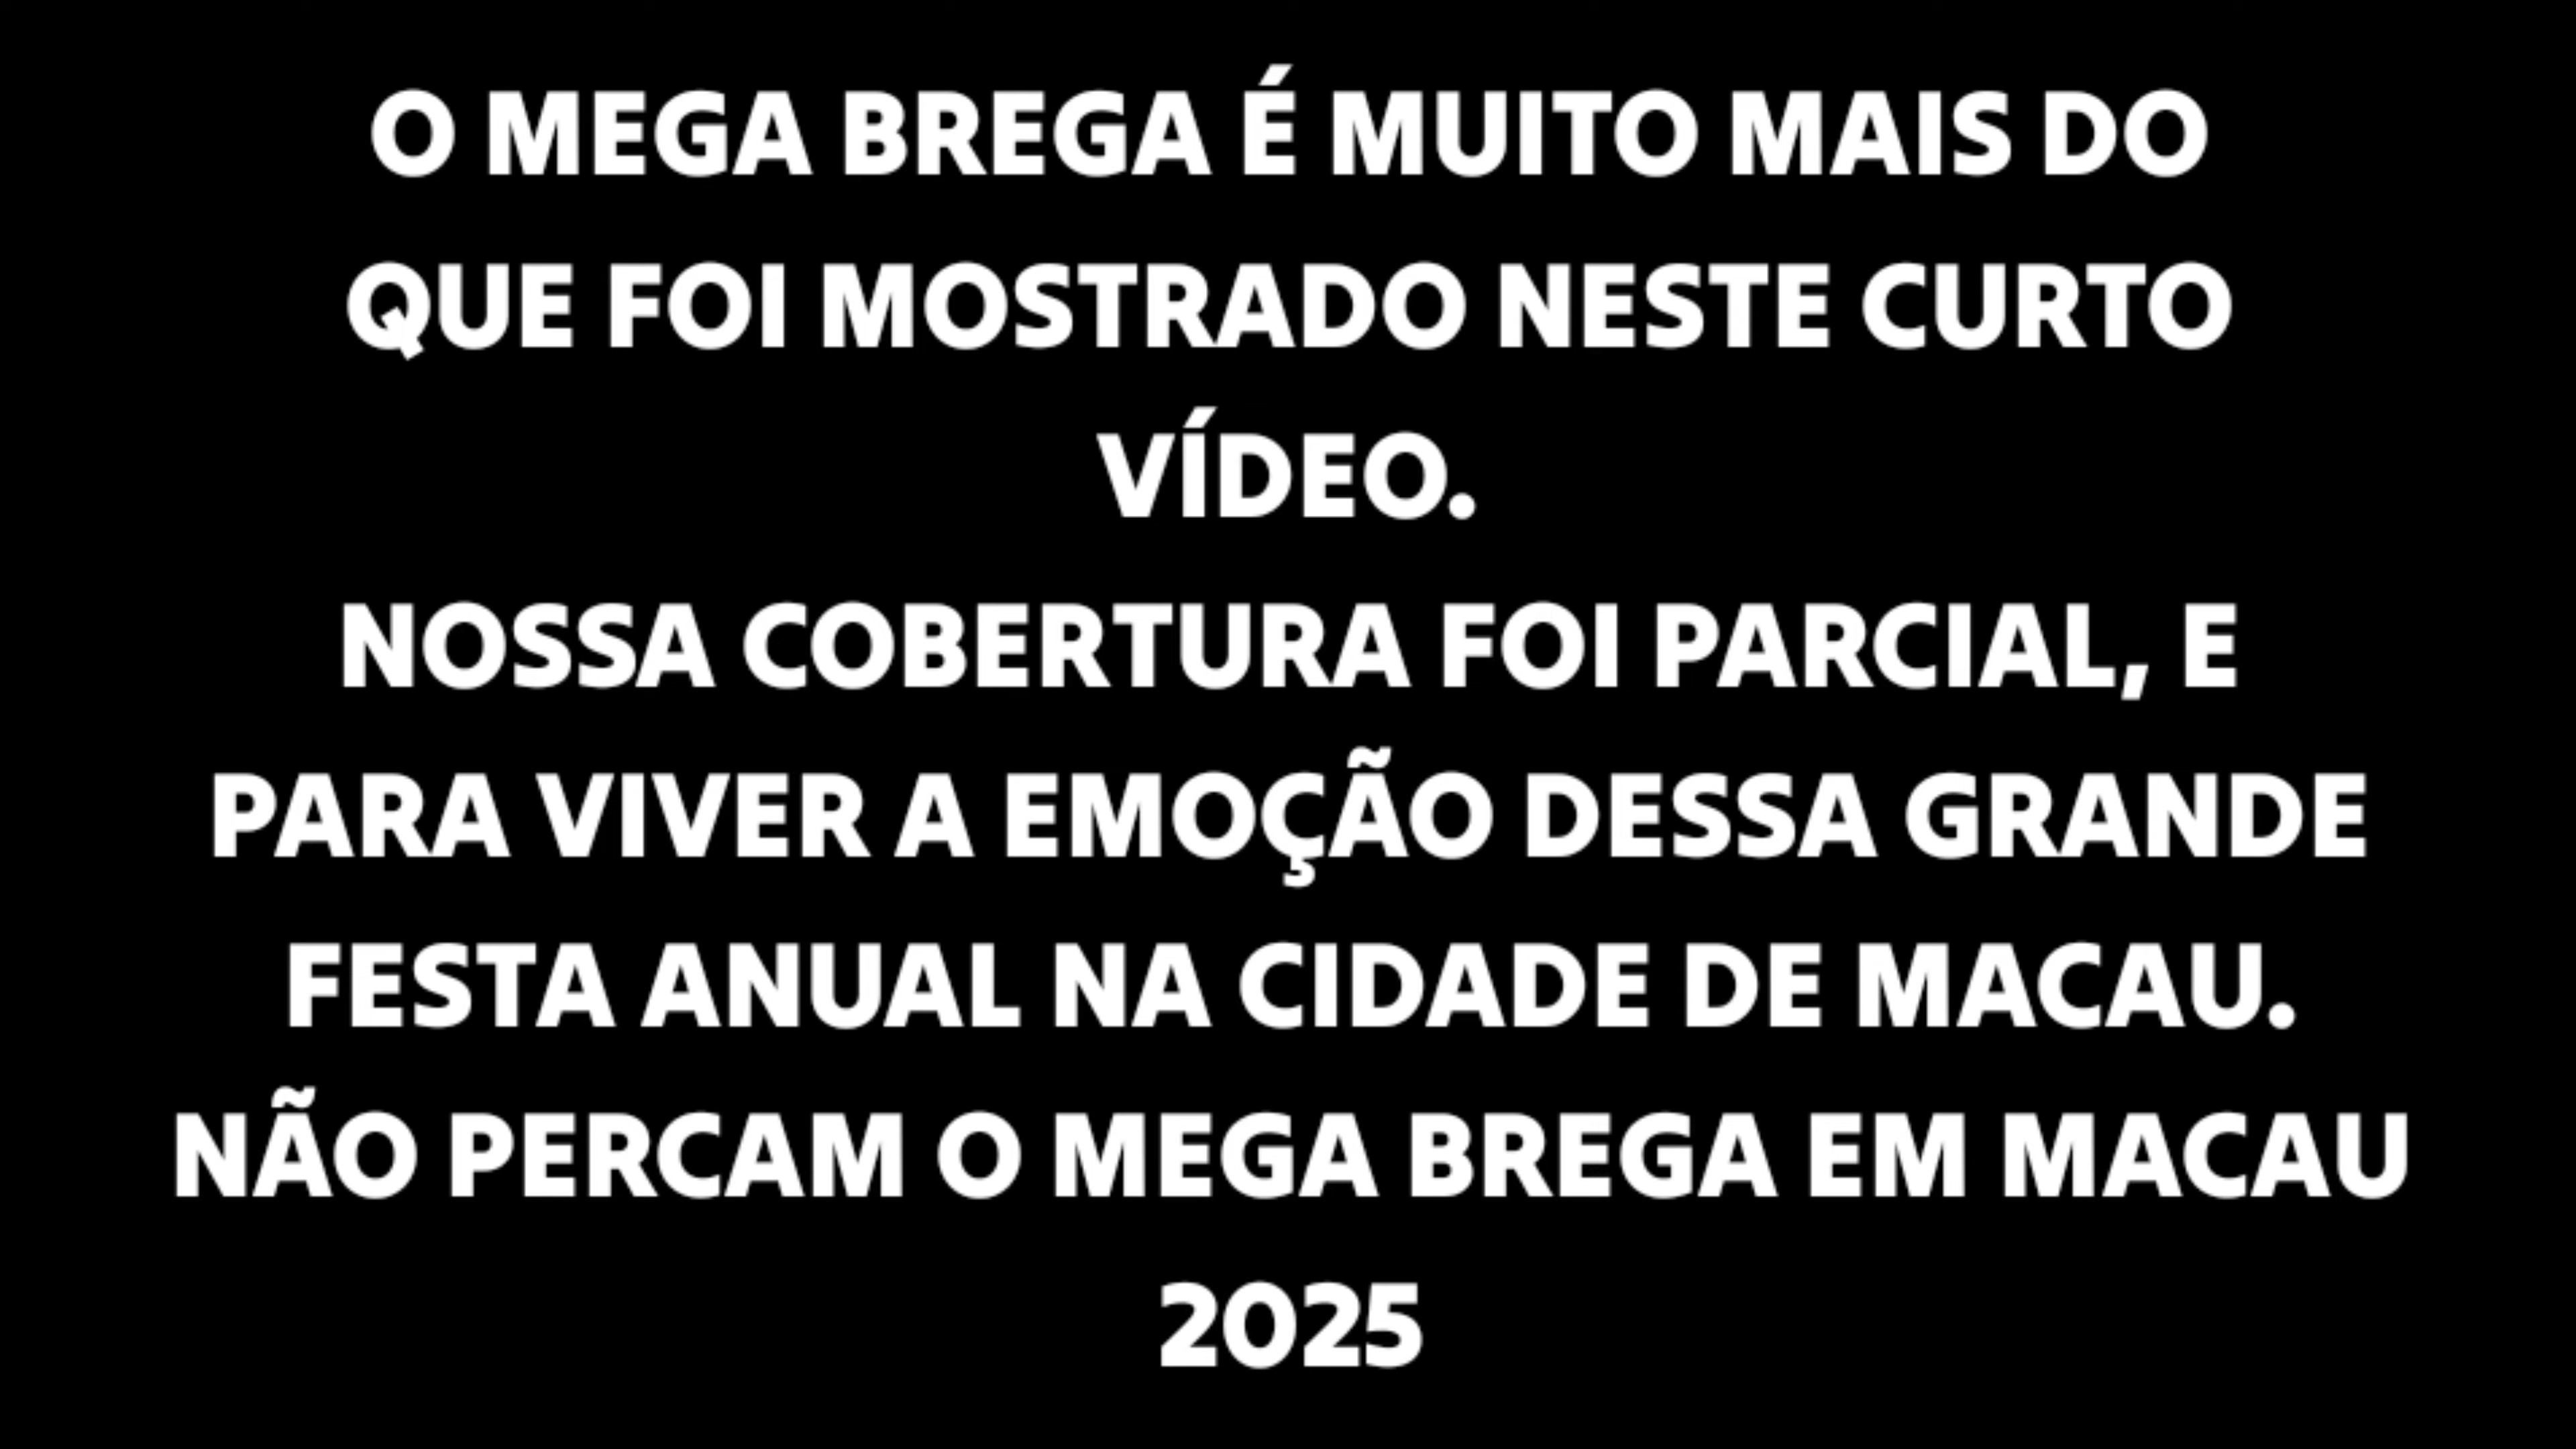 O MEGA BREGA É MUITO MAIS DO
QUE FOI MOSTRADO NESTE CURTO
VÍDEO.
NOSSA COBERTURA FOI PARCIAL, E
PARA VIVER A EMOÇÃO DESSA GRANDE
FESTA ANUAL NA CIDADE DE MACAU.
NÃO PERCAM O MEGA BREGA EM MACAU
2025